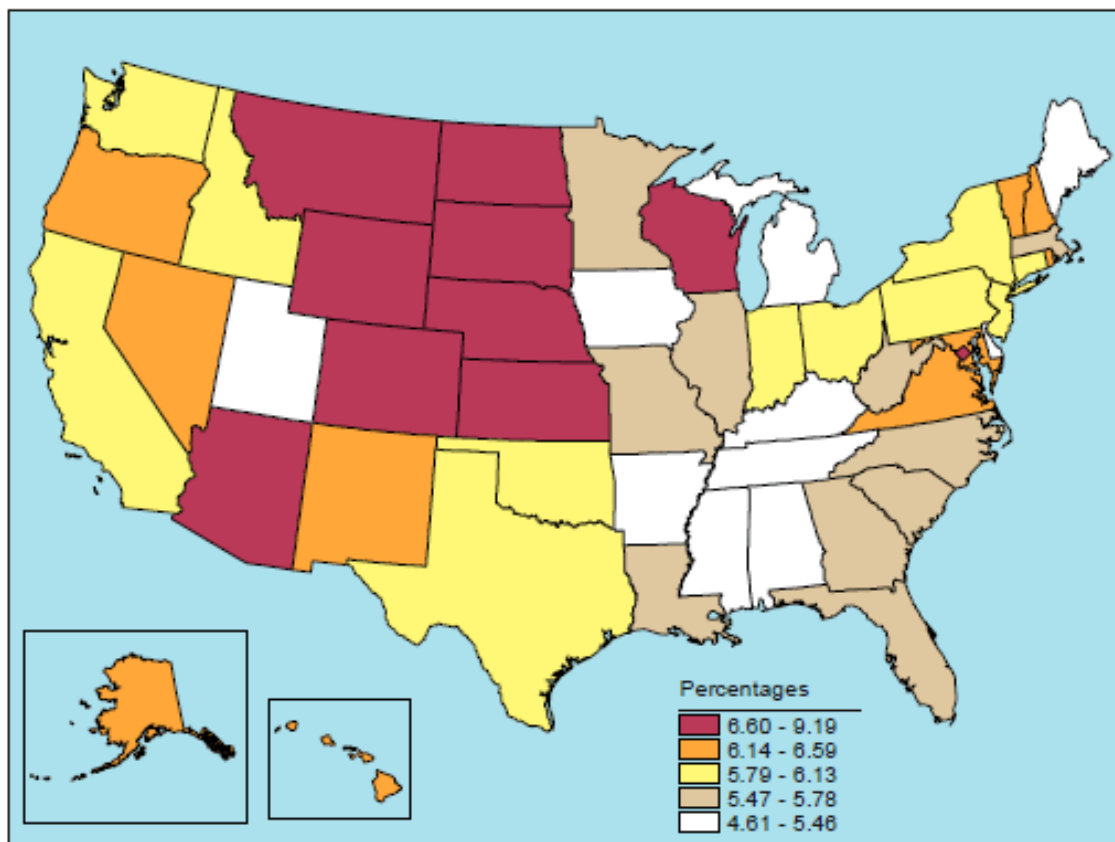 Percentages
6.60 - 9.19
6.14 - 6.59
5.79 - 6.13
5.47 - 5.78
4.61 - 5.46